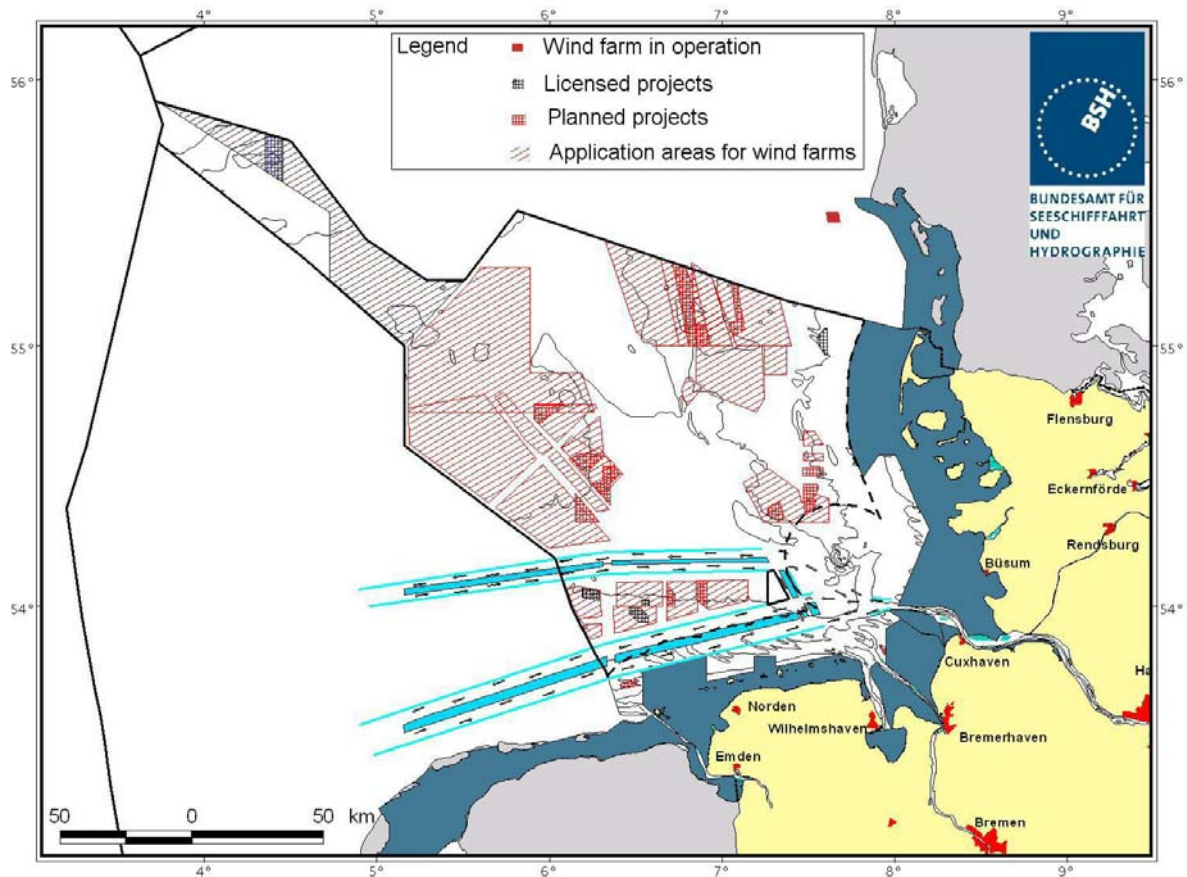 Legend
Wind farm in operation
Licensed projects
Planned projects
Application areas for wind farms
BSH
BUNDESAMT FÜR
SEESCHIFFFAHRT
UND
HYDROGRAPHIE
4° 5° 6° 7° 8° 9°
56° 56°
55° 55°
Flensburg
Eckernförde
Rendsburg
Büsum
54° 54°
Cuxhaven
Ha
Norden
Wilhelmshaven
Bremerhaven
Emden
Bremen
50 0 50 km
4° 5° 6° 7° 8° 9°